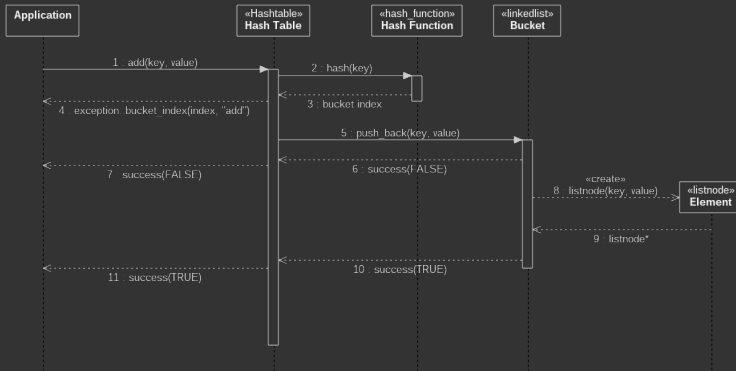 Application
«Hashtable»
Hash Table
«hash_function»
Hash Function
«linkedlist»
Bucket
1 : add(key, value)
2 : hash(key)
3 : bucket index
4 exception: bucket_index(index, "add")
5 : push_back(key, value)
6 : success(FALSE)
7 success(FALSE)
«create»
8 listnode(key, value)
«listnode»
Element
9 listnode*
10 : success(TRUE)
11 : success(TRUE)